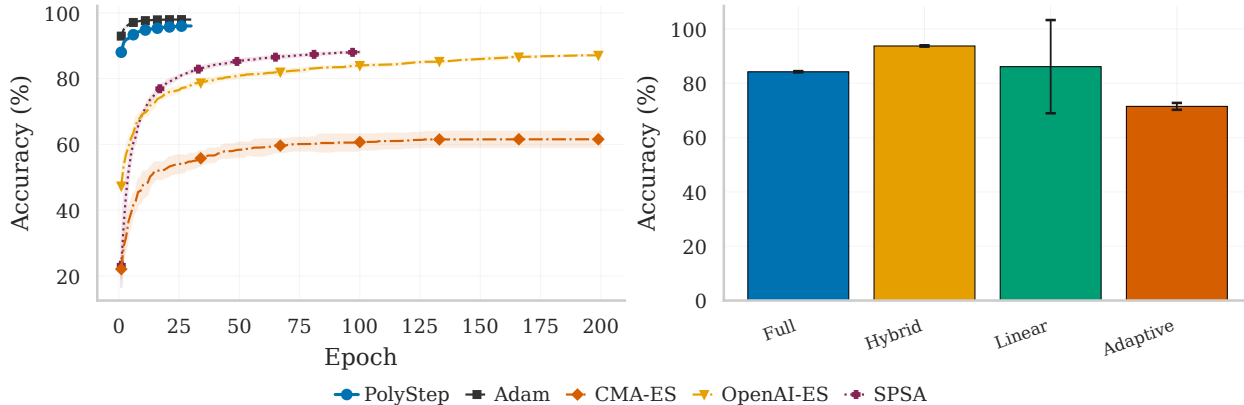 Accuracy (%)
100
80
60
40
20
0
25
50
75
100
125
150
175
200
Epoch
Accuracy (%)
100
80
60
40
20
0
Full
Hybrid
Linear
Adaptive
PolyStep
Adam
CMA-ES
OpenAI-ES
SPSA